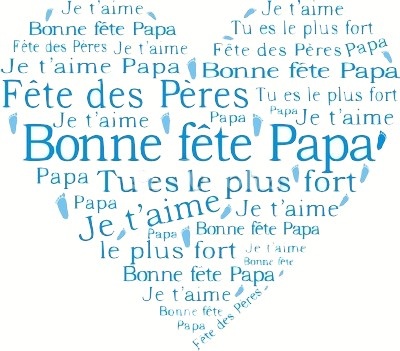 Je t'aime Je t'aime
Bonne fête Papa Tu es le plus fort
Fête des Pères Je t'aime Fête des Pères Papa
Je t'aime Papa Bonne fête Papa
Fête des Pères Tu es le plus fort
Je t'aime Papa Papa Je t'aime
Bonne fête Papa
Papa Tu es le plus fort
Papa Je t'aime Je t'aime
Papa Bonne fête Papa
le plus fort Je t'aime
Bonne fête
Bonne fête Papa
Je t'aime Fête des Pères
Bonne fête
Papa